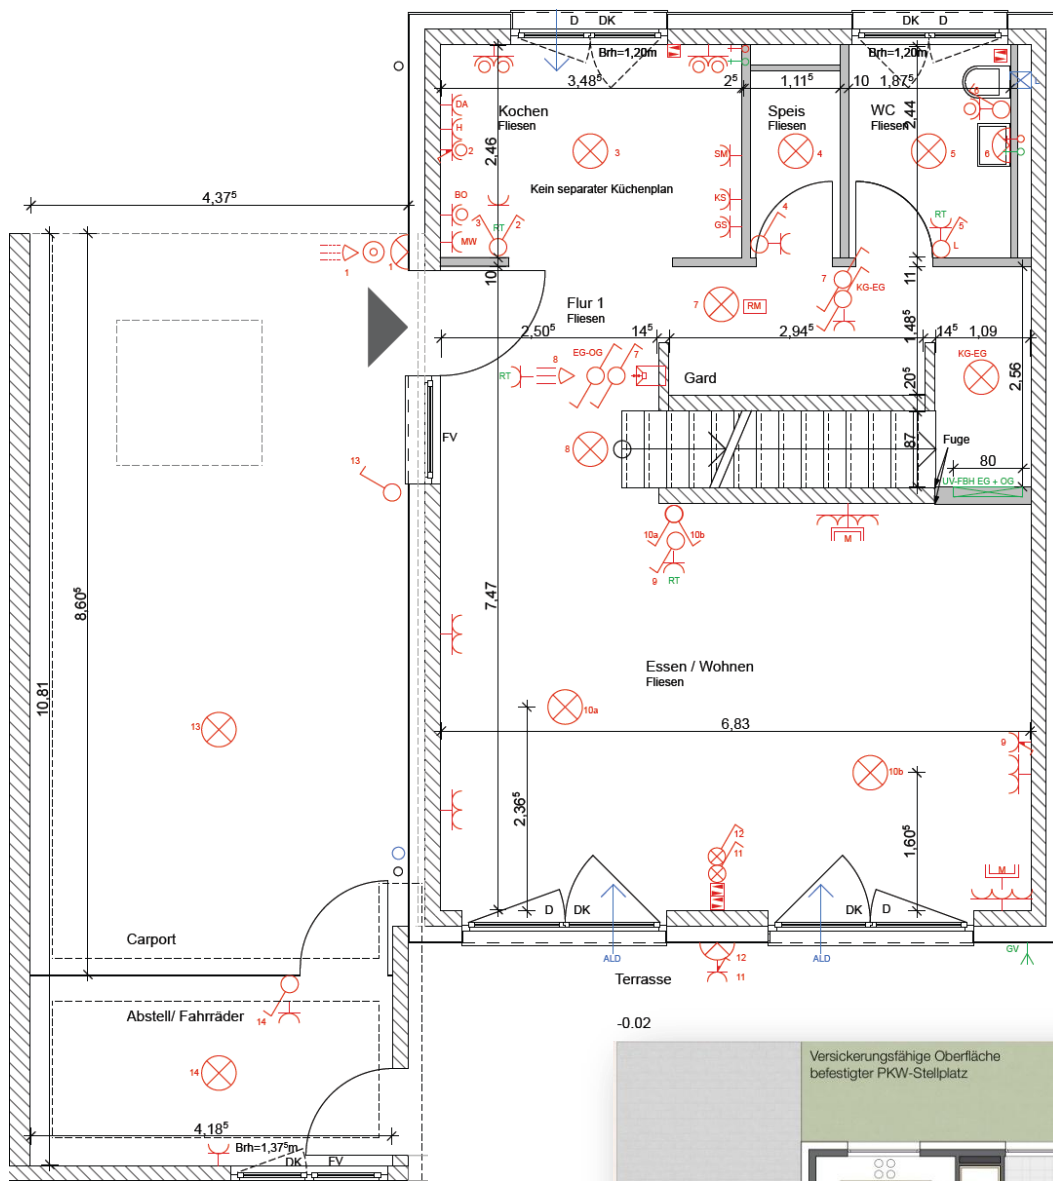 D DK
DK D
Brh=1,20m
Brh=1,20m
3,48⁵
2⁵
1,11⁵
10
1,87⁵
DA
Kochen
Fliesen
Speis
Fliesen
WC
Fliesen
2,44
H
2
2,46
3
SM
4
5
6
6
L
Kein separater Küchenplan
4,37⁵
BO
KS
3
2
RT
GS
4
RT
5
MW
L
1
1
10
11
7
KG-EG
Flur 1
Fliesen
7
RM
2,50⁵
14⁵
2,94⁵
1,48⁵
14⁵
1,09
EG-OG
8
7
RT
KG-EG
Gard
20⁵
2,56
FV
8
87
Fuge
13
80
UV-FBH EG + OG
10a
10b
M
9
RT
8,60⁵
7,47
10,81
Essen / Wohnen
Fliesen
10a
13
6,83
9
10b
2,36⁵
1,60⁵
12
11
M
D
DK
DK
D
Carport
ALD
12
ALD
GV
11
Terrasse
Abstell/ Fahrräder
14
-0.02
Versickerungsfähige Oberfläche
befestigter PKW-Stellplatz
14
4,18⁵
Brh=1,37⁵m
DK
FV